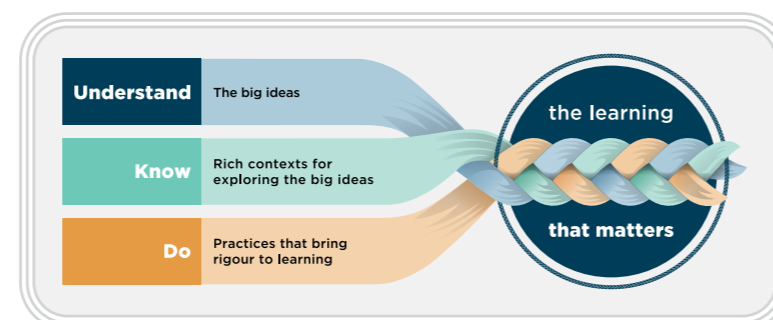 Understand
The big ideas
Know
Rich contexts for
exploring the big ideas
Do
Practices that bring
rigour to learning
the learning
that matters